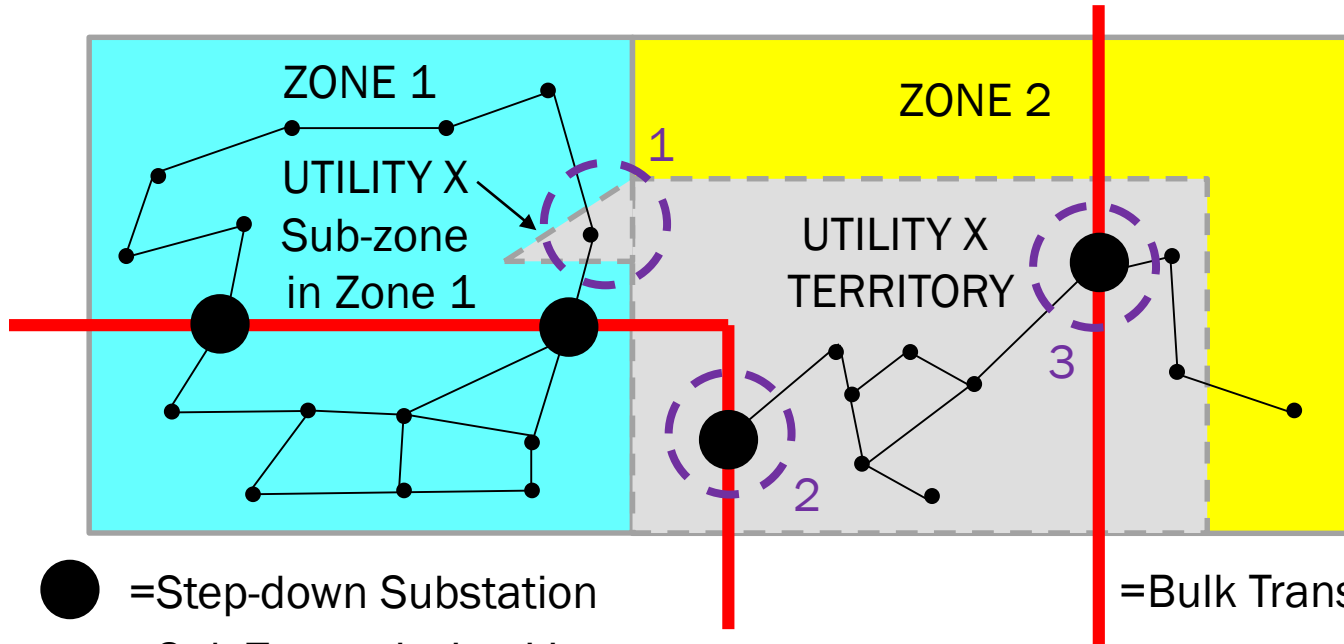 ZONE 1
ZONE 2
1
UTILITY X
Sub-zone
in Zone 1
UTILITY X
TERRITORY
3
2
=Step-down Substation
=Bulk